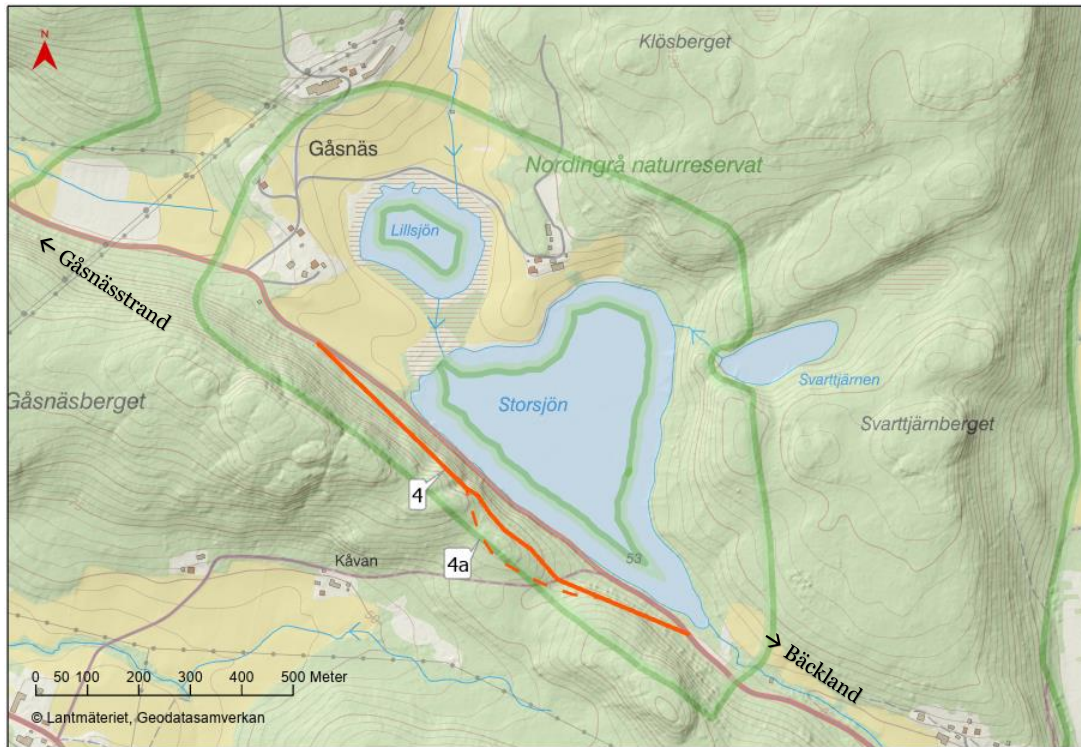 N
Klösberget
Gåsnäs
Nordingrå naturreservat
Lillsjön
← Gåsnässtrand
Svarttjärnen
Gåsnäsberget
Storsjön
Svarttjärnberget
4
53
4a
Kåvan
→ Bäckland
0 50 100 200 300 400 500 Meter
© Lantmäteriet, Geodatasamverkan